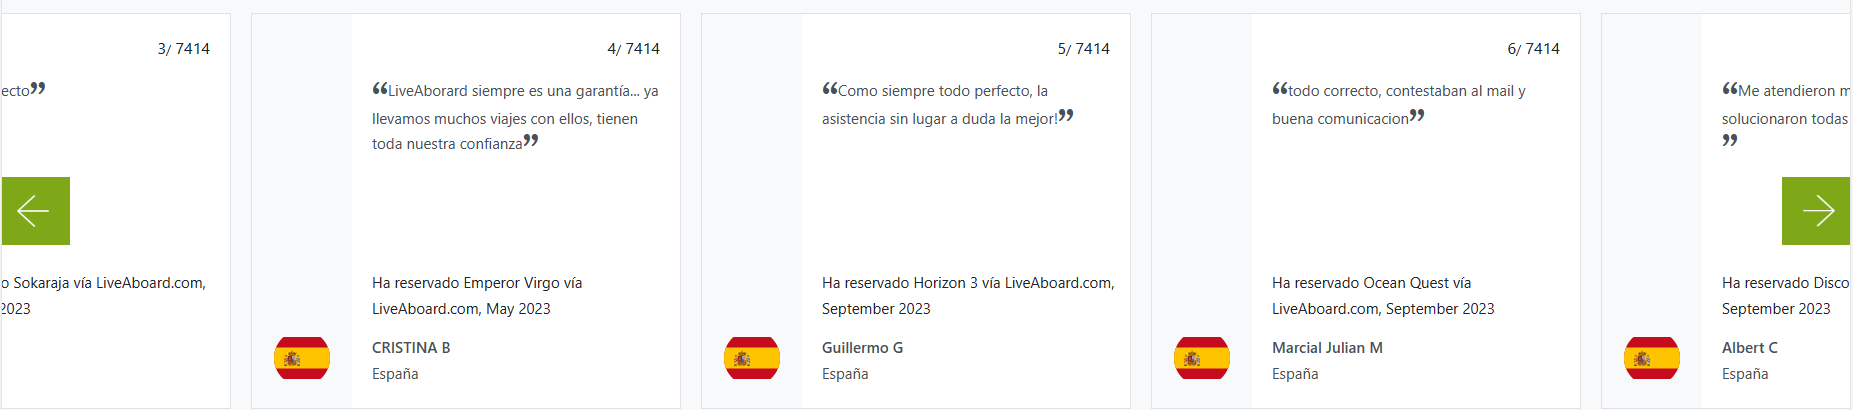 3/ 7414
ecto”
o Sokaraja vía LiveAboard.com,
2023
4/ 7414
“LiveAborard siempre es una garantía... ya
llevamos muchos viajes con ellos, tienen
toda nuestra confianza”
Ha reservado Emperor Virgo vía
LiveAboard.com, May 2023
CRISTINA B
España
5/ 7414
“Como siempre todo perfecto, la
asistencia sin lugar a duda la mejor!”
Ha reservado Horizon 3 vía LiveAboard.com,
September 2023
Guillermo G
España
6/ 7414
“todo correcto, contestaban al mail y
buena comunicacion”
Ha reservado Ocean Quest vía
LiveAboard.com, September 2023
Marcial Julian M
España
“Me atendieron m
solucionaron todas
”
Ha reservado Disco
September 2023
Albert C
España